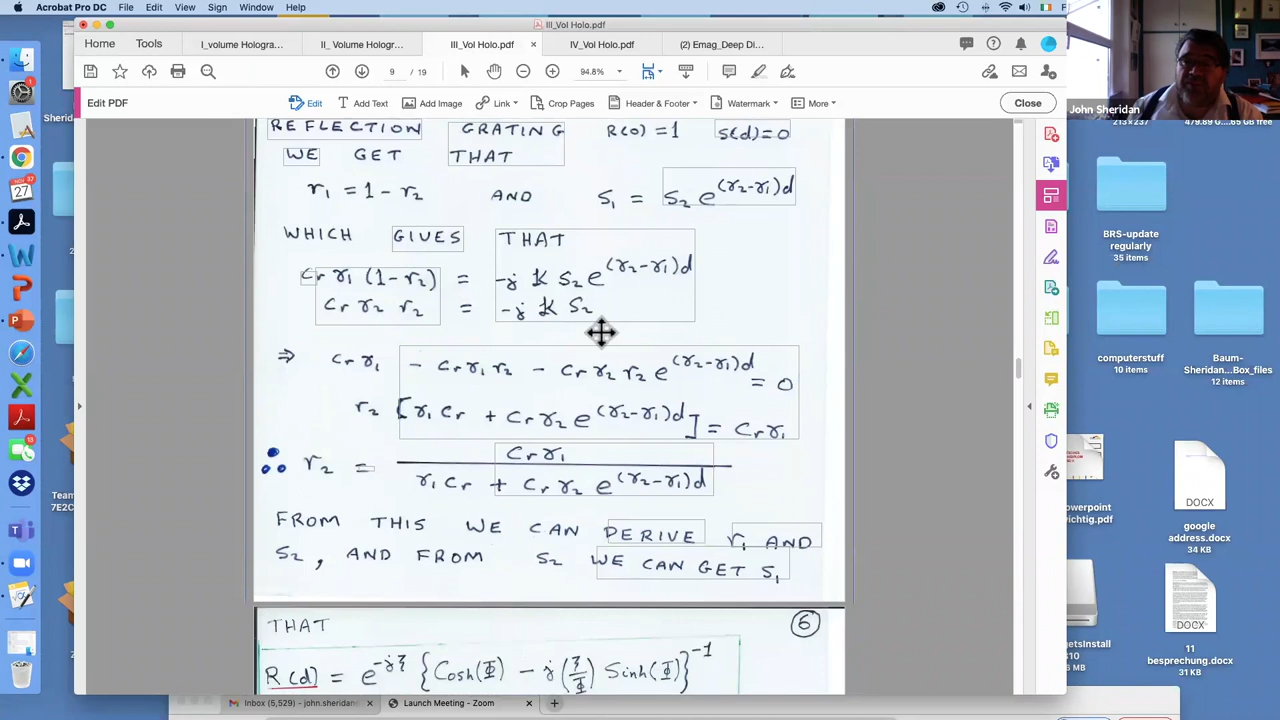 Acrobat Pro DC File Edit View Sign Window Help
III_Vol Holo.pdf
Home Tools I_volume Hologra... II_ Volume Hologr... III_Vol Holo.pdf × IV_Vol Holo.pdf (2) Emag_Deep Di...
9 / 19 94.8%
Edit PDF Edit Add Text Add Image Link Crop Pages Header & Footer Watermark More Close
REFLECTION GRATING R(0) = 1 S(d) = 0
WE GET THAT
r₁ = 1 - r₂ AND S₁ = S₂ e^(γ₂-γ₁)d
WHICH GIVES THAT
Cr γ₁ (1 - r₂) = -j K S₂ e^(γ₂-γ₁)d
Cr γ₂ r₂ = -j K S₂
⇒ Cr γ₁ - Cr γ₁ r₂ - Cr γ₂ r₂ e^(γ₂-γ₁)d = 0
r₂ [γ₁ Cr + Cr γ₂ e^(γ₂-γ₁)d] = Cr γ₁
Cr γ₁
∴ r₂ =
γ₁ Cr + Cr γ₂ e^(γ₂-γ₁)d
FROM THIS WE CAN DERIVE r₁ AND
S₂, AND FROM S₂ WE CAN GET S₁
THAT 6
R(d) = e^-jξ {Cosh(Φ) - j(ξ/Φ) Sinh(Φ)}⁻¹
John Sheridan
BRS-update
regularly
35 items
computerstuff
10 items
Baum-
Sheridan...Box_files
12 items
google
address.docx
34 KB
DOCX
11
besprechung.docx
31 KB
DOCX
Inbox (5,529) - john.sheridan × Launch Meeting - Zoom ×